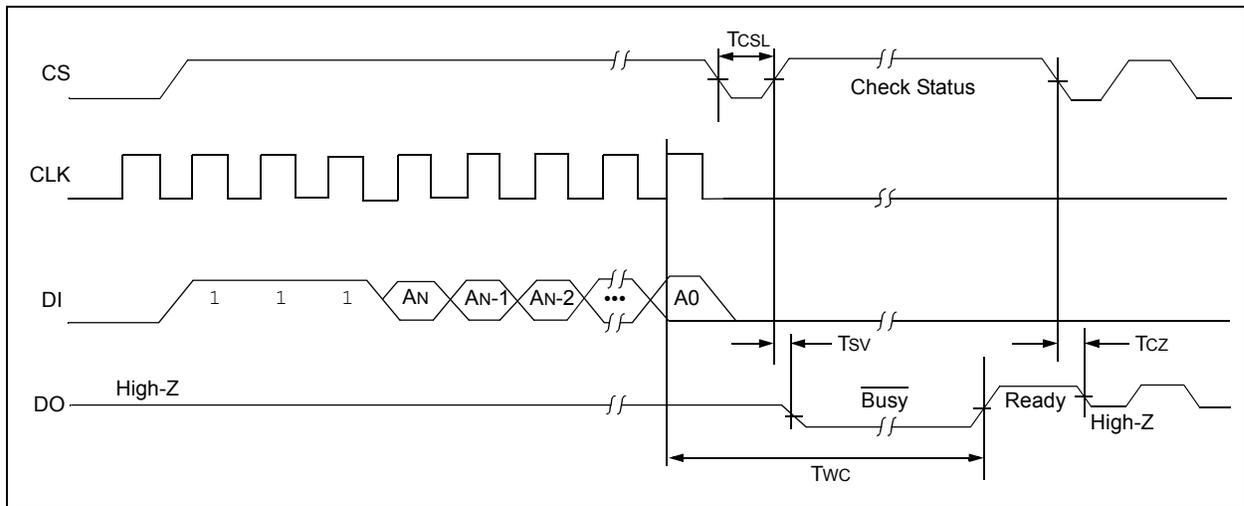 TCSL
CS
Check Status
CLK
DI
1 1 1 AN AN-1 AN-2 ••• A0
TSV
TCZ
High-Z
DO
Busy
Ready
High-Z
TWC